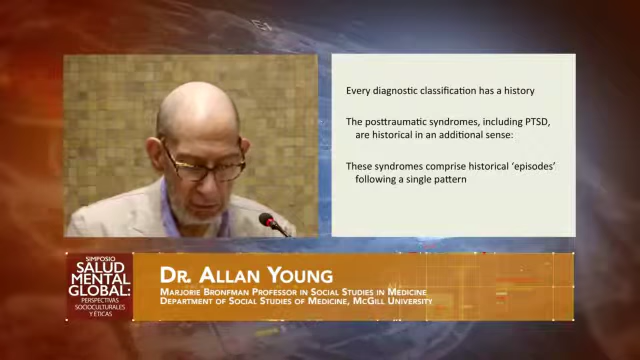 Every diagnostic classification has a history
The posttraumatic syndromes, including PTSD,
are historical in an additional sense:
These syndromes comprise historical ‘episodes’
following a single pattern
SIMPOSIO
SALUD
MENTAL
GLOBAL:
PERSPECTIVAS
SOCIOCULTURALES
Y ÉTICAS
DR. ALLAN YOUNG
MARJORIE BRONFMAN PROFESSOR IN SOCIAL STUDIES IN MEDICINE
DEPARTMENT OF SOCIAL STUDIES OF MEDICINE, MCGILL UNIVERSITY